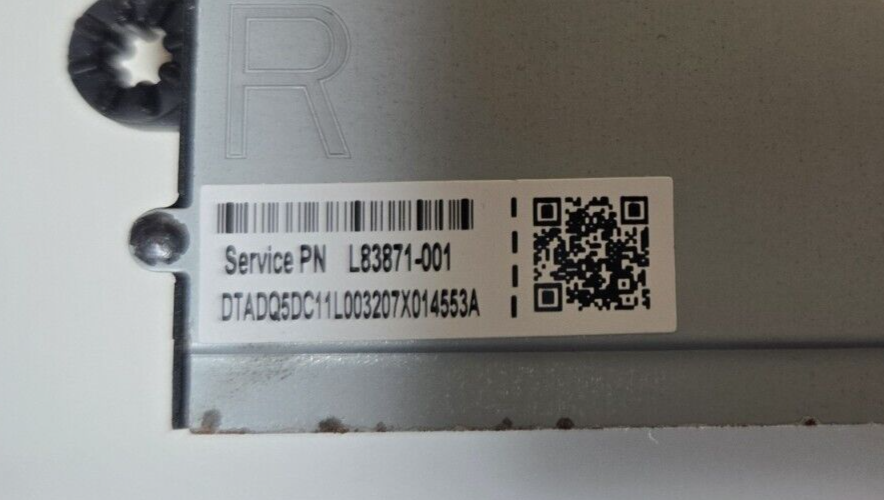 R
Service PN L83871-001
DTADQ5DC11L003207X014553A